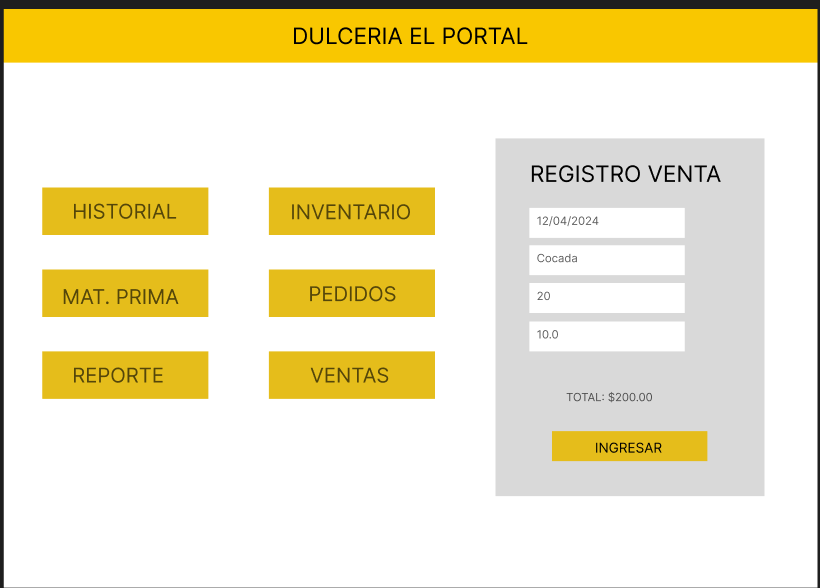 DULCERIA EL PORTAL
HISTORIAL
INVENTARIO
MAT. PRIMA
PEDIDOS
REPORTE
VENTAS
REGISTRO VENTA
12/04/2024
Cocada
20
10.0
TOTAL: $200.00
INGRESAR